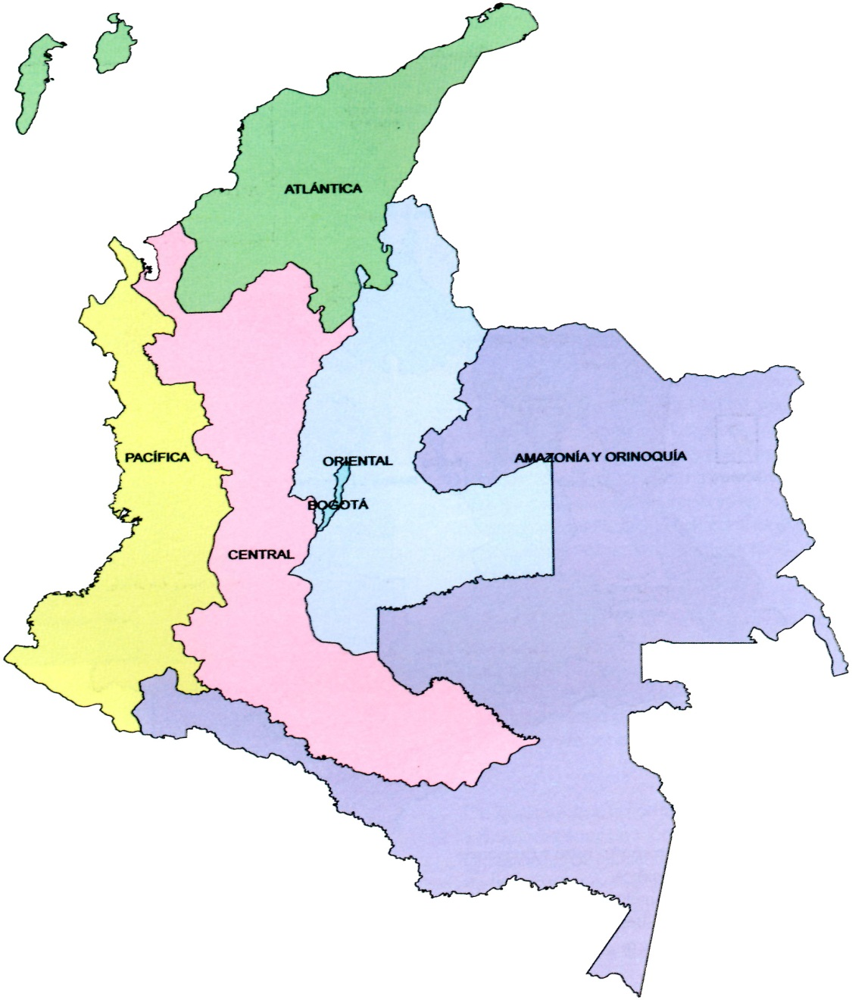 ATLÁNTICA
PACÍFICA
ORIENTAL
AMAZONÍA Y ORINOQUÍA
BOGOTÁ
CENTRAL